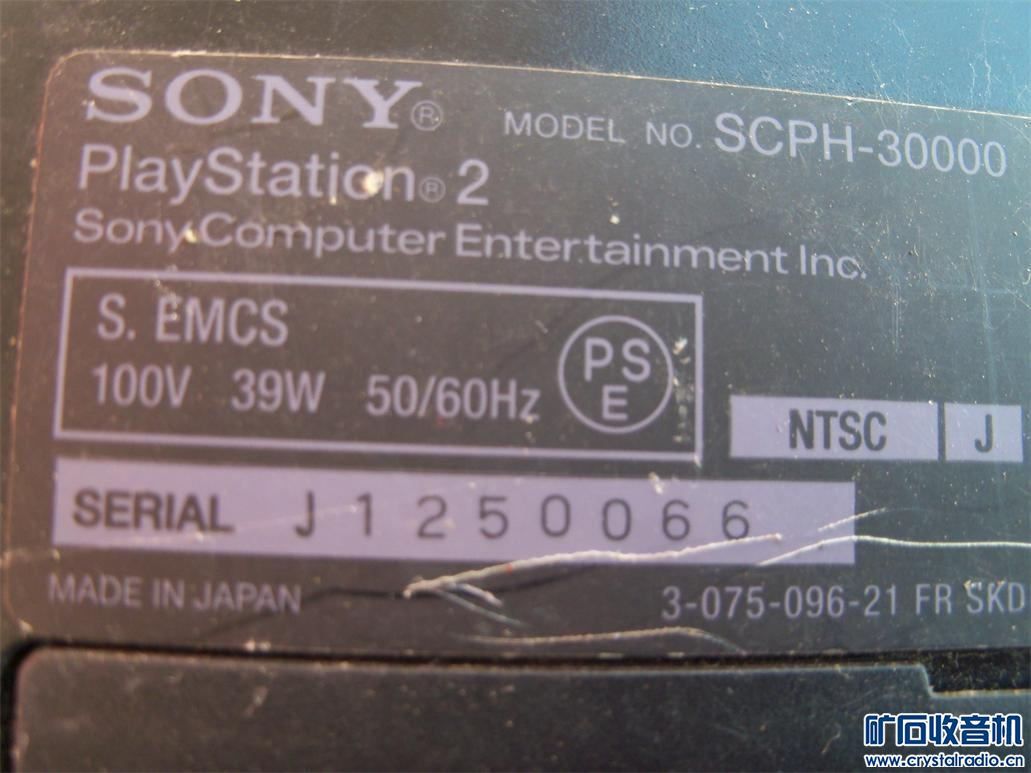 SONY® MODEL NO. SCPH-30000
PlayStation® 2
Sony Computer Entertainment Inc.
S. EMCS
100V 39W 50/60Hz PSE
NTSC J
SERIAL J1250066
MADE IN JAPAN 3-075-096-21 FR SKD
矿石收音机
www.crystalradio.cn